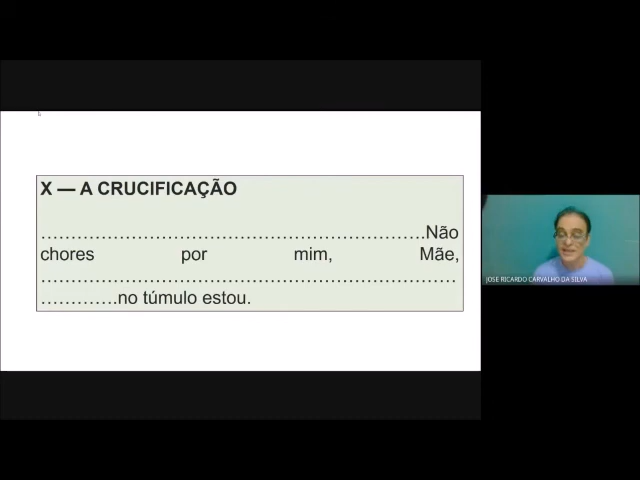 X — A CRUCIFICAÇÃO
……………………………………………………….Não
chores por mim, Mãe,
……………………………………………………………
………….no túmulo estou.
JOSE RICARDO CARVALHO DA SILVA